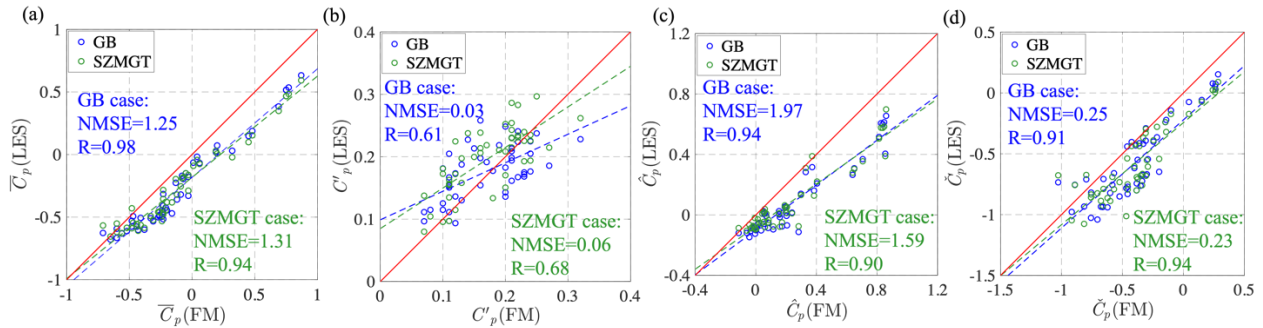 (a)
GB
SZMGT
GB case:
NMSE=1.25
R=0.98
SZMGT case:
NMSE=1.31
R=0.94
1
0.5
0
-0.5
-1
-1
-0.5
0
0.5
1
C̅p(LES)
C̅p(FM)
(b)
GB
SZMGT
GB case:
NMSE=0.03
R=0.61
SZMGT case:
NMSE=0.06
R=0.68
0.4
0.3
0.2
0.1
0
0
0.1
0.2
0.3
0.4
C'p(LES)
C'p(FM)
(c)
GB
SZMGT
GB case:
NMSE=1.97
R=0.94
SZMGT case:
NMSE=1.59
R=0.90
1.2
0.8
0.4
0
-0.4
-0.4
0
0.4
0.8
1.2
Ĉp(LES)
Ĉp(FM)
(d)
GB
SZMGT
GB case:
NMSE=0.25
R=0.91
SZMGT case:
NMSE=0.23
R=0.94
0.5
0
-0.5
-1
-1.5
-1.5
-1
-0.5
0
0.5
Čp(LES)
Čp(FM)